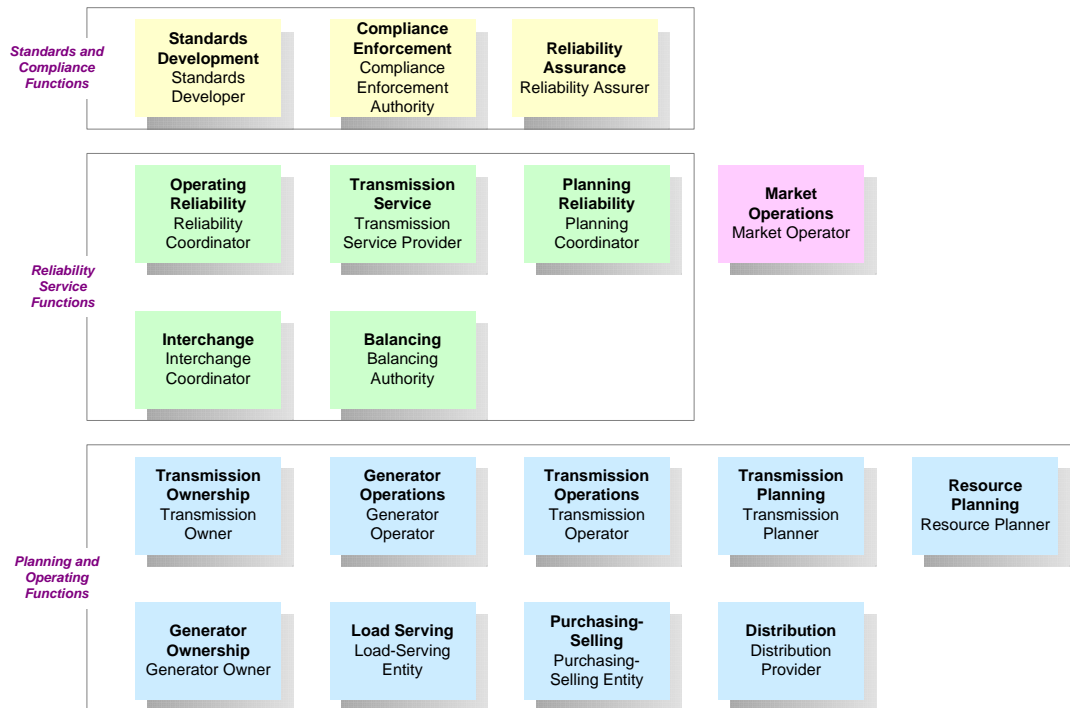 Standards and
Compliance
Functions
Standards
Development
Standards
Developer
Compliance
Enforcement
Compliance
Enforcement
Authority
Reliability
Assurance
Reliability Assurer
Reliability
Service
Functions
Operating
Reliability
Reliability
Coordinator
Transmission
Service
Transmission
Service Provider
Planning
Reliability
Planning
Coordinator
Market
Operations
Market Operator
Interchange
Interchange
Coordinator
Balancing
Balancing
Authority
Planning and
Operating
Functions
Transmission
Ownership
Transmission
Owner
Generator
Operations
Generator
Operator
Transmission
Operations
Transmission
Operator
Transmission
Planning
Transmission
Planner
Resource
Planning
Resource Planner
Generator
Ownership
Generator Owner
Load Serving
Load-Serving
Entity
Purchasing-
Selling
Purchasing-
Selling Entity
Distribution
Distribution
Provider